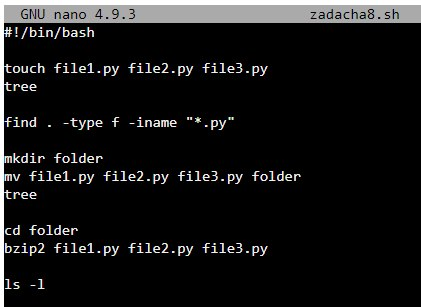 GNU nano 4.9.3 zadacha8.sh
#!/bin/bash
touch file1.py file2.py file3.py
tree
find . -type f -iname "*.py"
mkdir folder
mv file1.py file2.py file3.py folder
tree
cd folder
bzip2 file1.py file2.py file3.py
ls -l